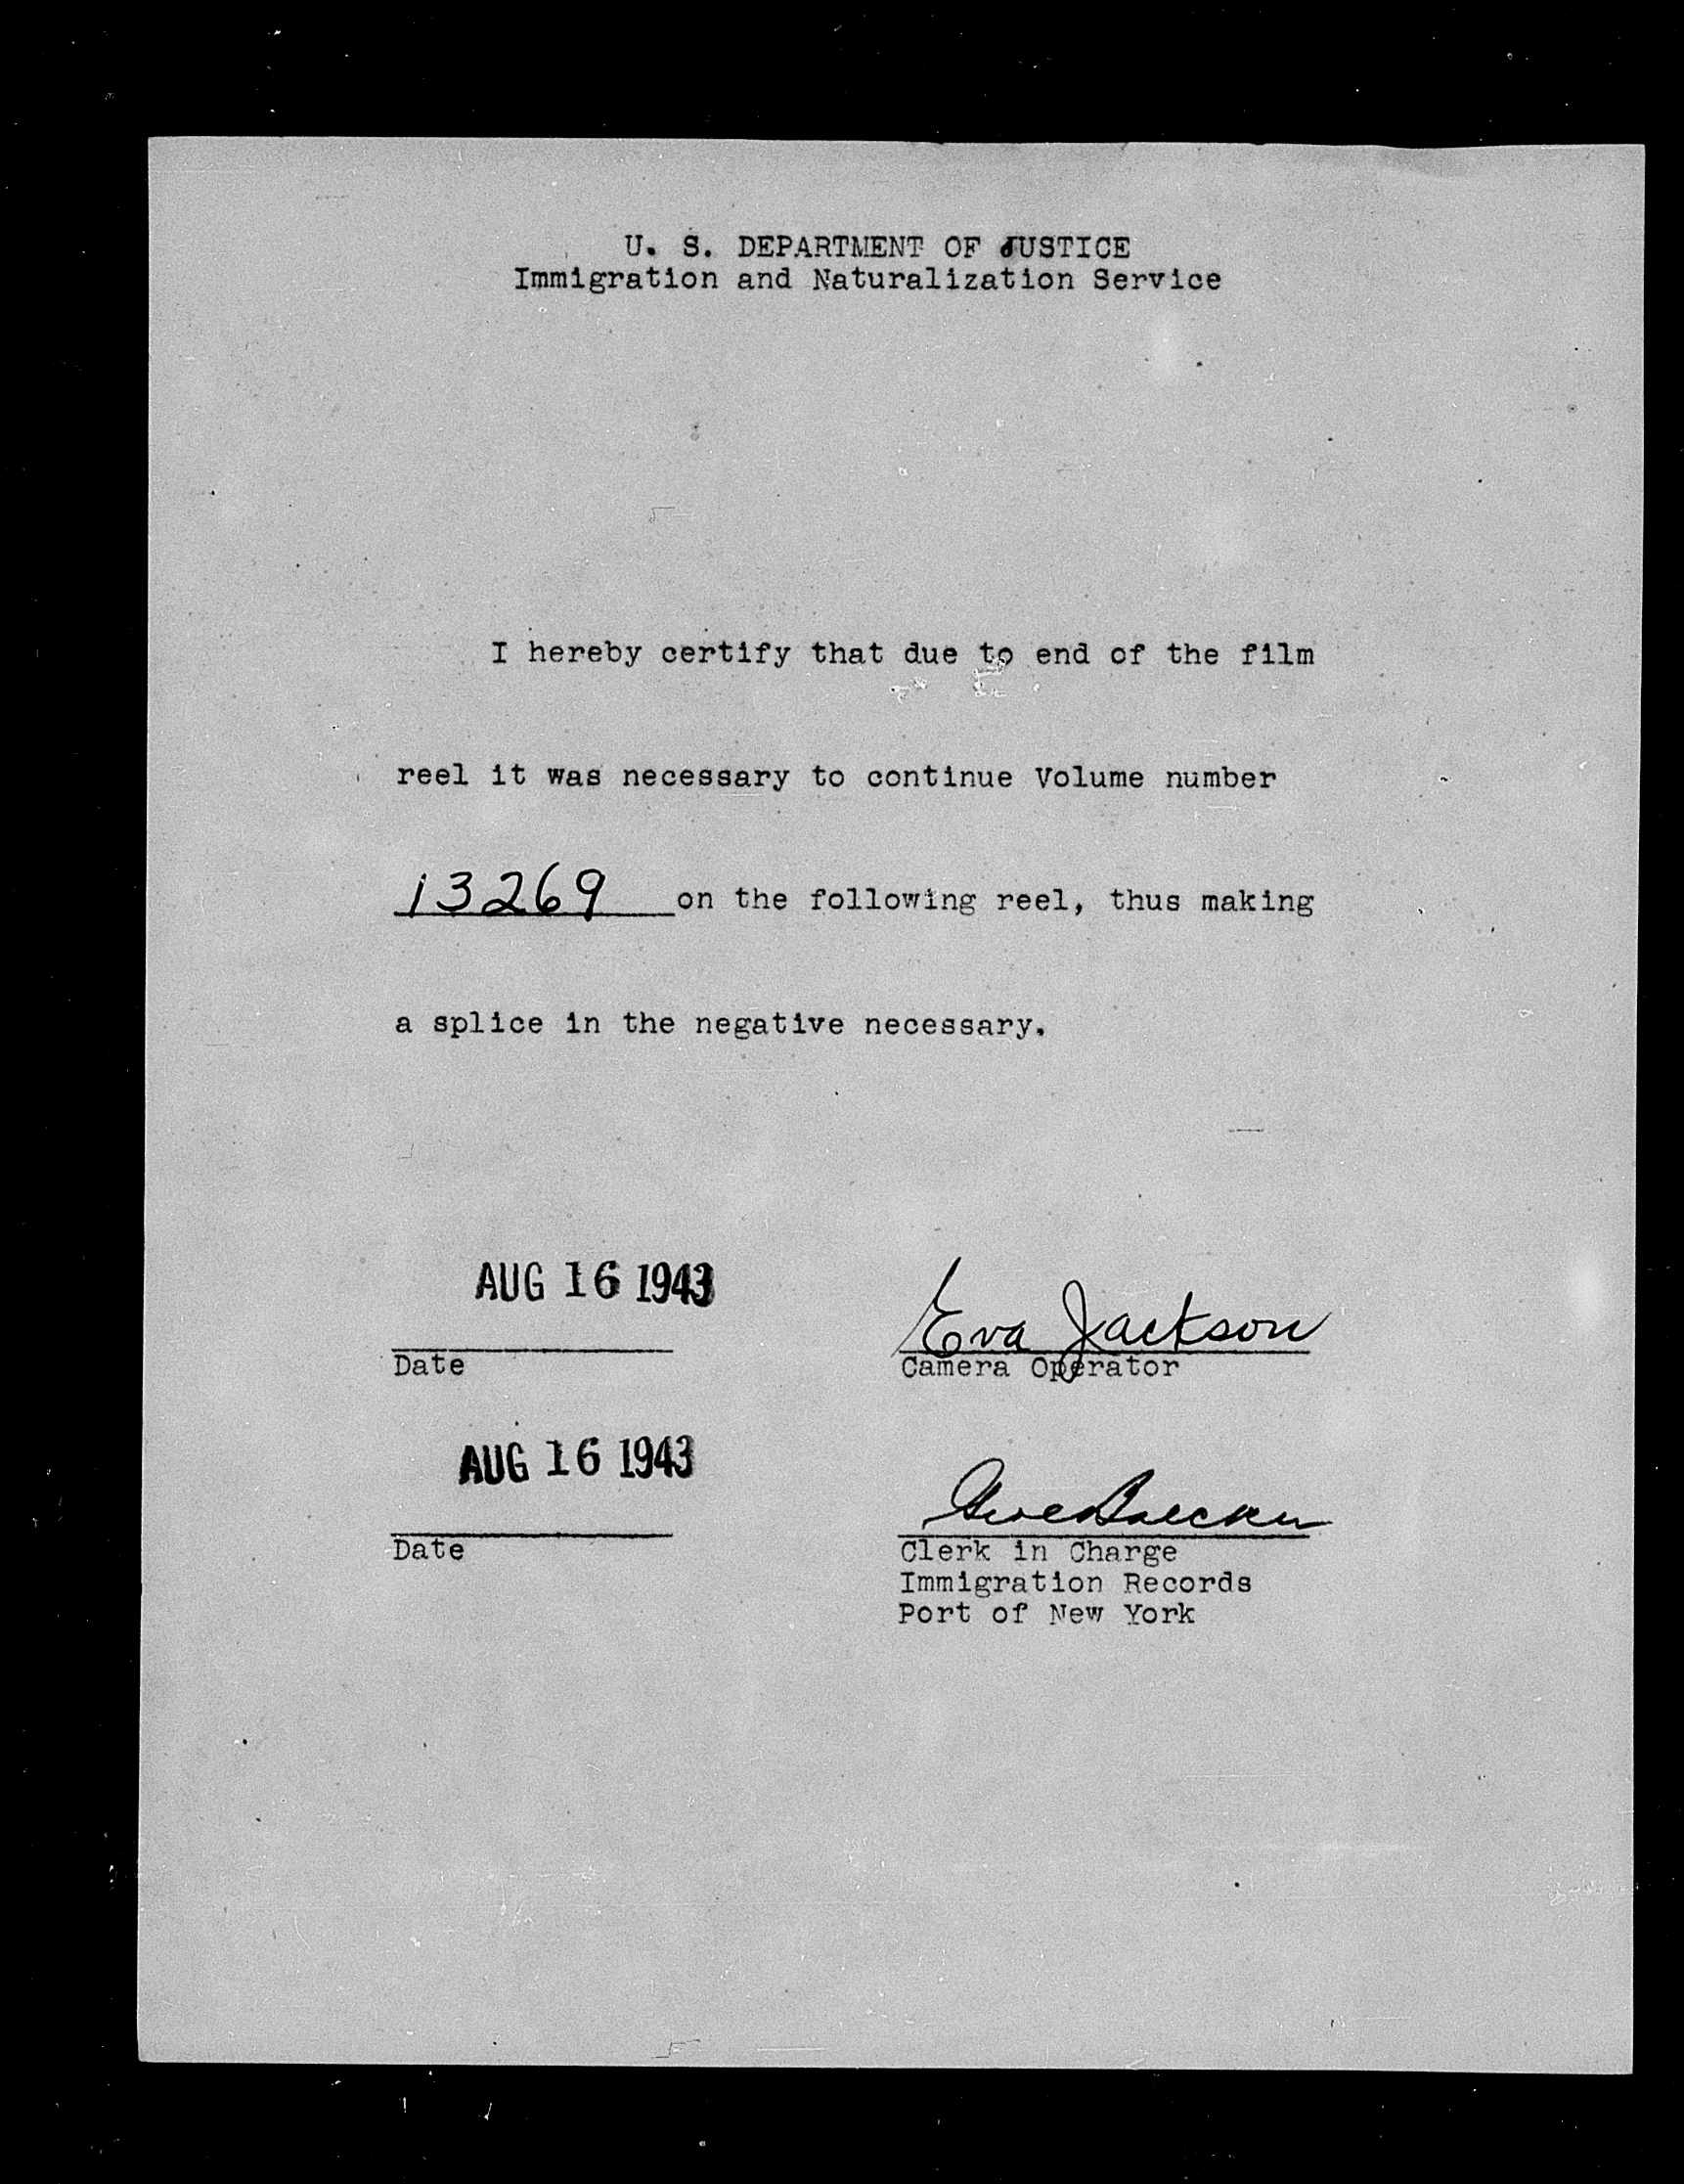 U. S. DEPARTMENT OF JUSTICE
Immigration and Naturalization Service
I hereby certify that due to end of the film
reel it was necessary to continue Volume number
13269 on the following reel, thus making
a splice in the negative necessary.
AUG 16 1943
Eva Jackson
Date
Camera Operator
AUG 16 1943
Date
Clerk in Charge
Immigration Records
Port of New York